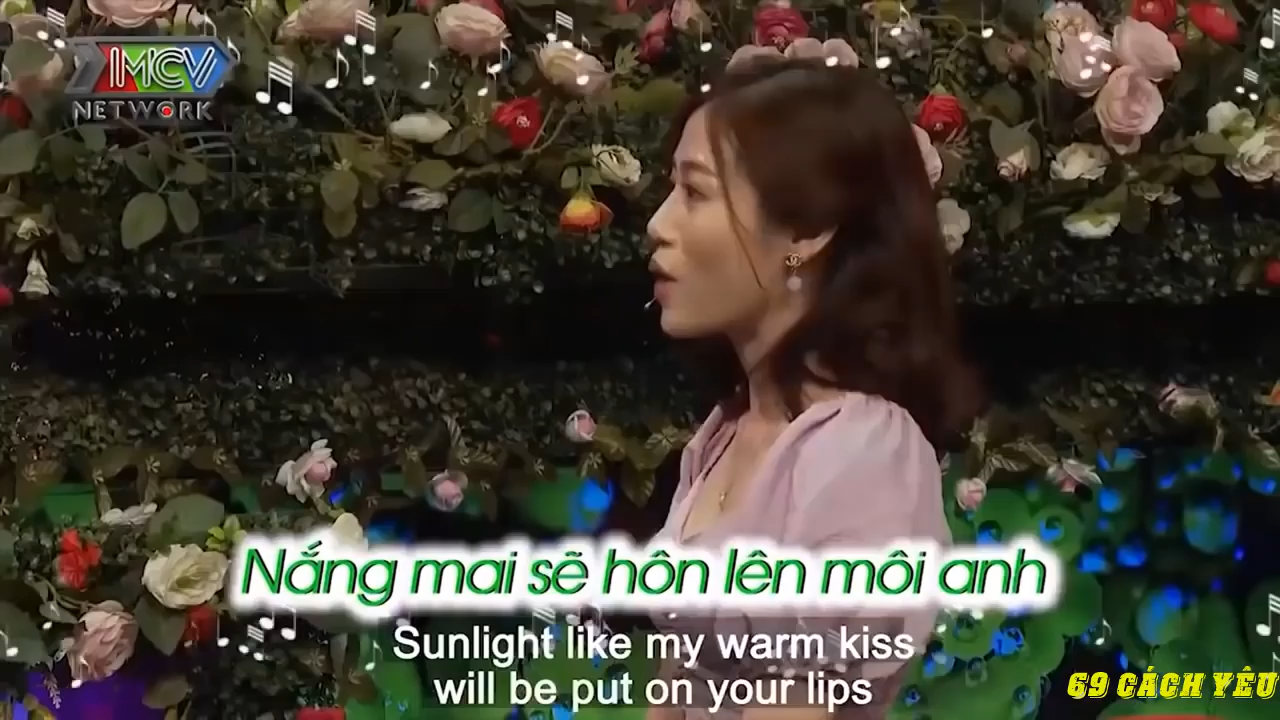 MCV
NETWORK
Nắng mai sẽ hôn lên môi anh
Sunlight like my warm kiss
will be put on your lips
69 CÁCH YÊU